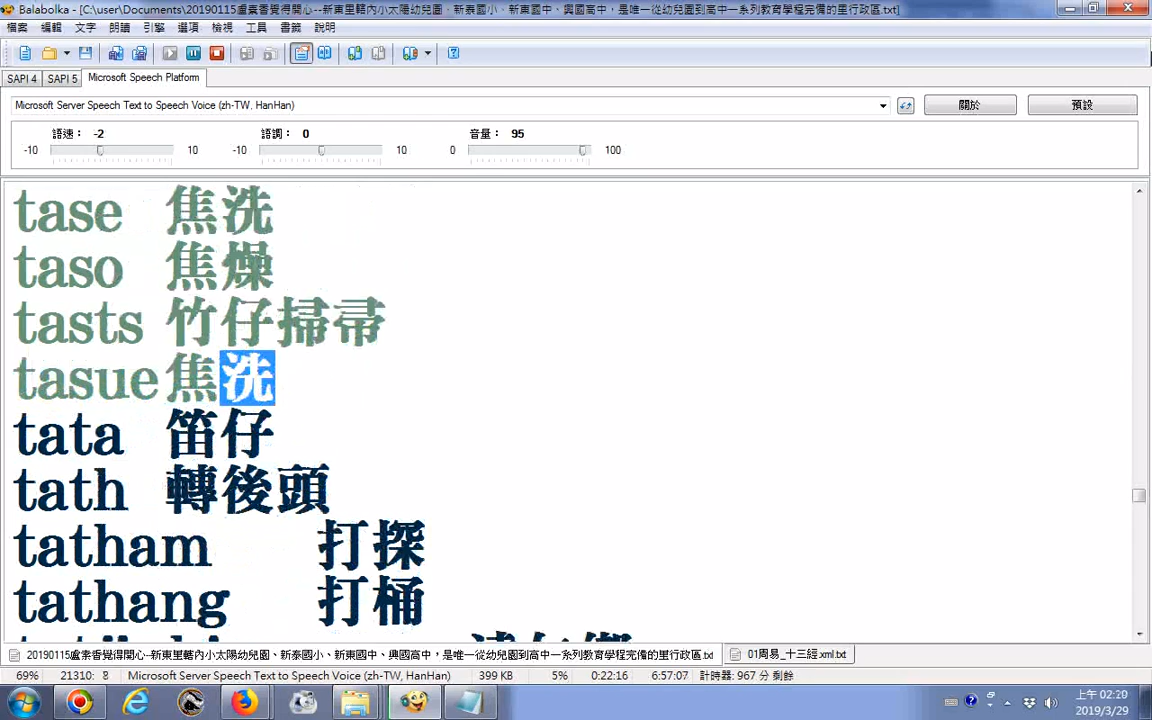 Balabolka - [C:\user\Documents\20190115盧素香覺得開心--新東里轄內小太陽幼兒園、新泰國小、新東國中、興國高中，是唯一從幼兒園到高中一系列教育學程完備的里行政區.txt]
檔案 編輯 文字 朗讀 引擎 選項 檢視 工具 書籤 說明
SAPI 4 SAPI 5 Microsoft Speech Platform
Microsoft Server Speech Text to Speech Voice (zh-TW, HanHan) 關於 預設
語速： -2 語調： 0 音量： 95
-10 10 -10 10 0 100
tase 焦洗
taso 焦燥
tasts 竹仔掃帚
tasue 焦洗
tata 笛仔
tath 轉後頭
tatham 打探
tathang 打桶
20190115盧素香覺得開心--新東里轄內小太陽幼兒園、新泰國小、新東國中、興國高中，是唯一從幼兒園到高中一系列教育學程完備的里行政區.txt 01周易_十三經.txt
69% 21310: 8 Microsoft Server Speech Text to Speech Voice (zh-TW, HanHan) 399 KB 5% 0:22:16 6:57:07 計時器: 967 分 剩餘
上午 02:20
2019/3/29